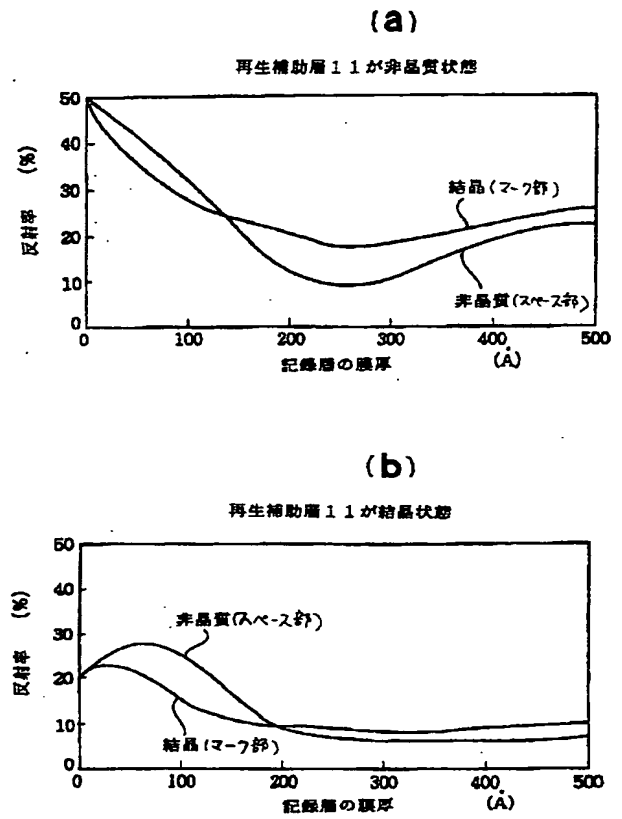 (a)
再生補助層11が非晶質状態
50
40
30
20
10
0
反射率 (%)
結晶(マーク部)
非晶質(スペース部)
0 100 200 300 400 500
記録層の膜厚 (Å)
(b)
再生補助層11が結晶状態
50
40
30
20
10
0
反射率 (%)
非晶質(スペース部)
結晶(マーク部)
0 100 200 300 400 500
記録層の膜厚 (Å)